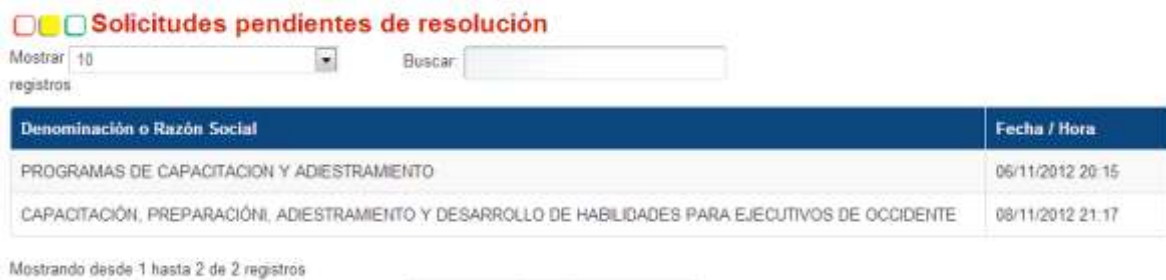 Solicitudes pendientes de resolución
Mostrar 10 Buscar:
registros
Denominación o Razón Social Fecha / Hora
PROGRAMAS DE CAPACITACION Y ADIESTRAMIENTO 06/11/2012 20:15
CAPACITACIÓN, PREPARACIÓNI, ADIESTRAMIENTO Y DESARROLLO DE HABILIDADES PARA EJECUTIVOS DE OCCIDENTE 08/11/2012 21:17
Mostrando desde 1 hasta 2 de 2 registros